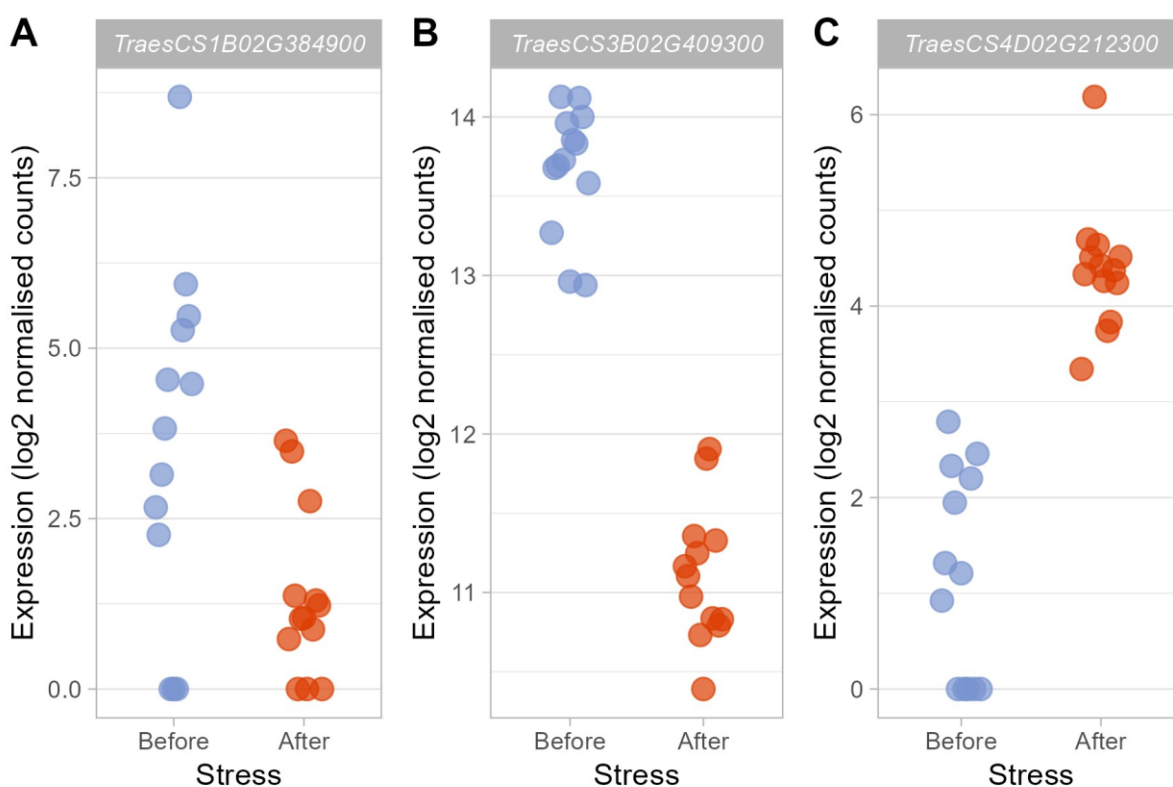 A
TraesCS1B02G384900
Expression (log2 normalised counts)
7.5
5.0
2.5
0.0
Before
After
Stress
B
TraesCS3B02G409300
Expression (log2 normalised counts)
14
13
12
11
Before
After
Stress
C
TraesCS4D02G212300
Expression (log2 normalised counts)
6
4
2
0
Before
After
Stress